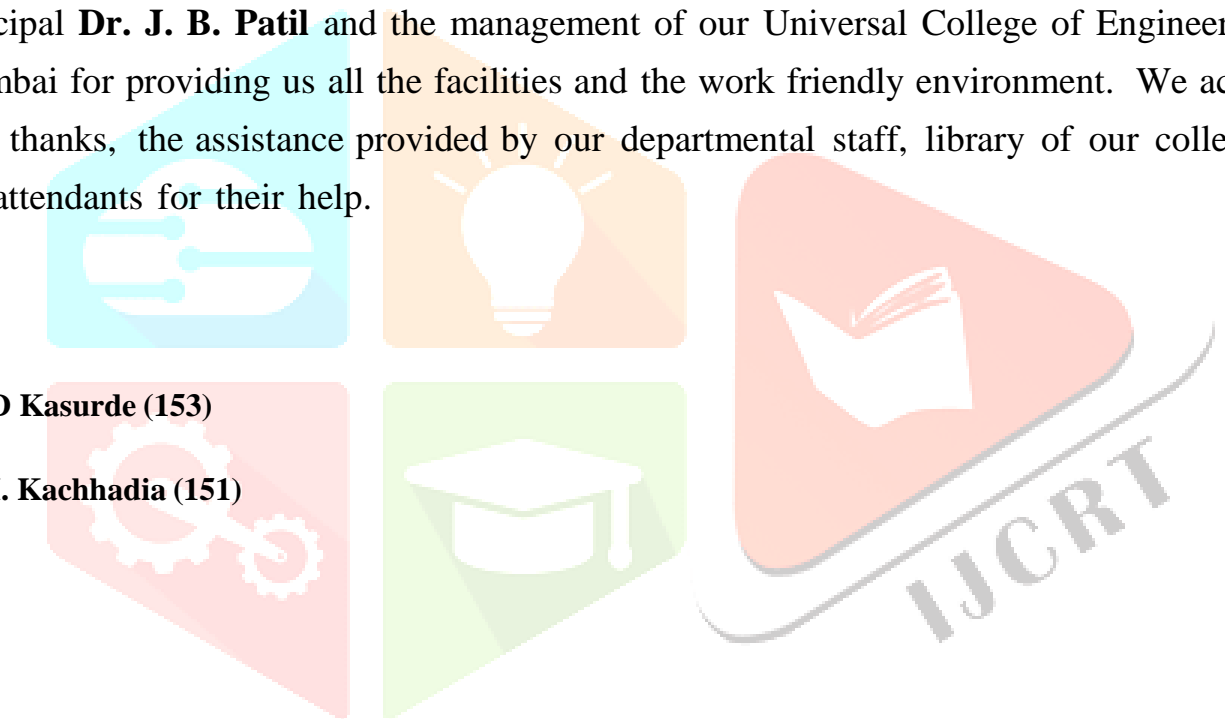 cipal Dr. J. B. Patil and the management of our Universal College of Engineer
mbai for providing us all the facilities and the work friendly environment. We ac
thanks, the assistance provided by our departmental staff, library of our colle
attendants for their help.
D Kasurde (153)
. Kachhadia (151)
IJCRT